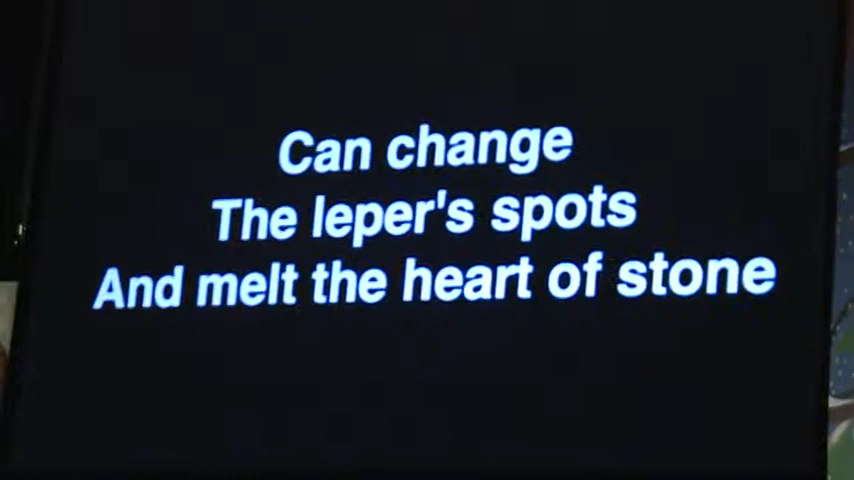 Can change
The leper's spots
And melt the heart of stone